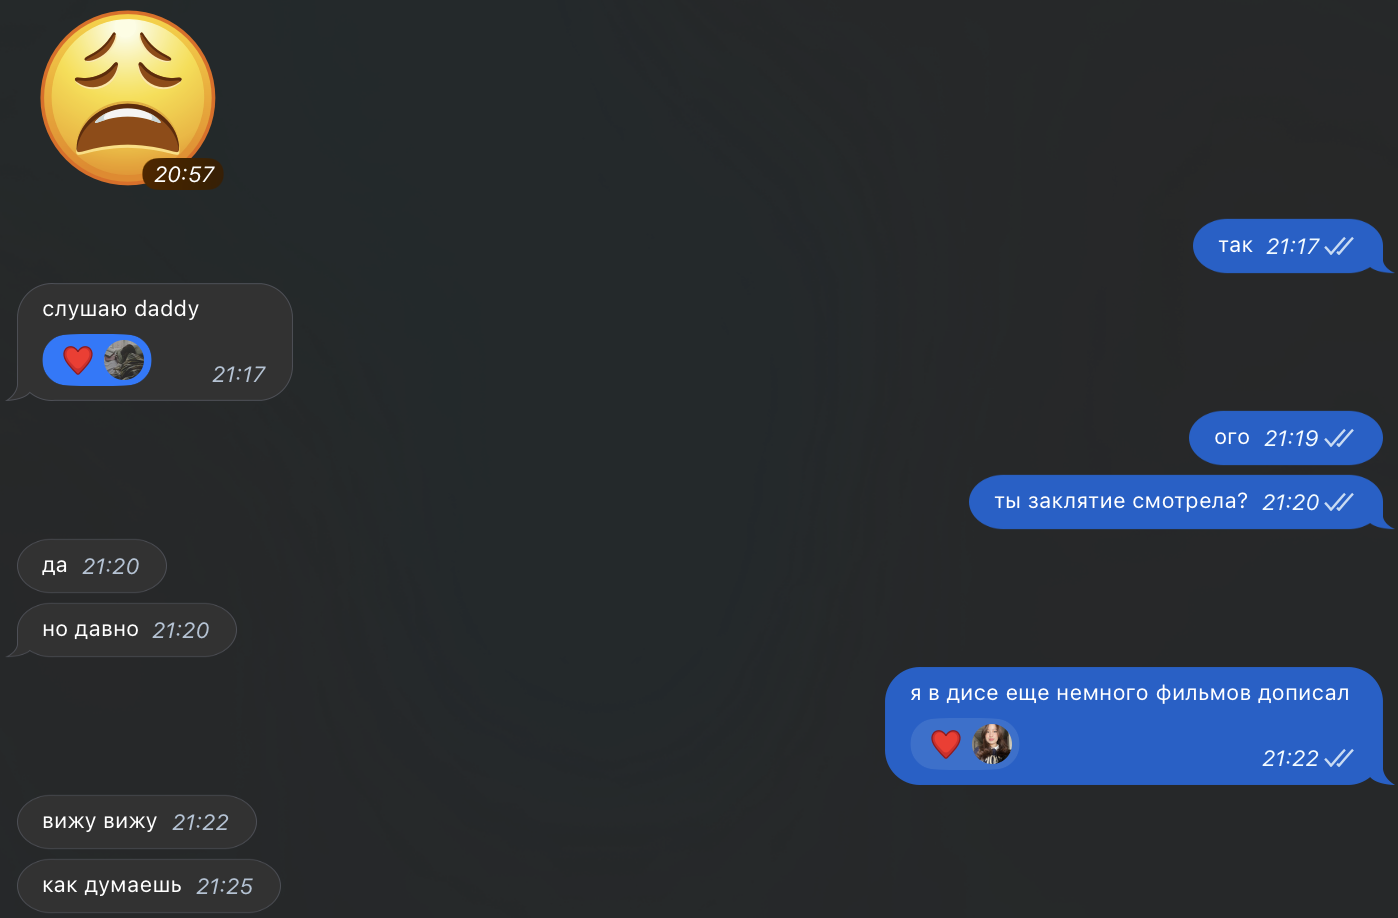 20:57
так 21:17
слушаю daddy
21:17
ого 21:19
ты заклятие смотрела? 21:20
да 21:20
но давно 21:20
я в дисе еще немного фильмов дописал
21:22
вижу вижу 21:22
как думаешь 21:25